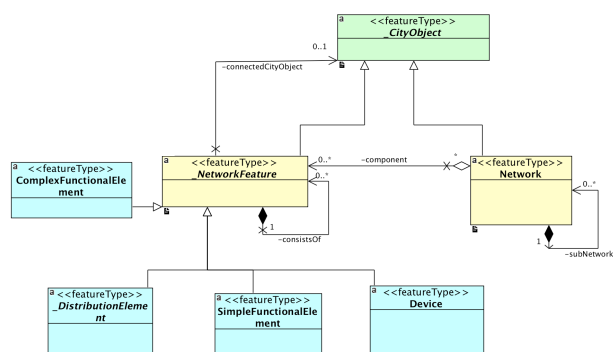 a
<<featureType>>
_CityObject
0..1
-connectedCityObject
a
<<featureType>>
ComplexFunctionalEle
ment
a
<<featureType>>
_NetworkFeature
0..*
-component
*
a
<<featureType>>
Network
0..*
1
-consistsOf
0..*
1
-subNetwork
a
<<featureType>>
_DistributionEleme
nt
a
<<featureType>>
SimpleFunctionalEle
ment
a
<<featureType>>
Device